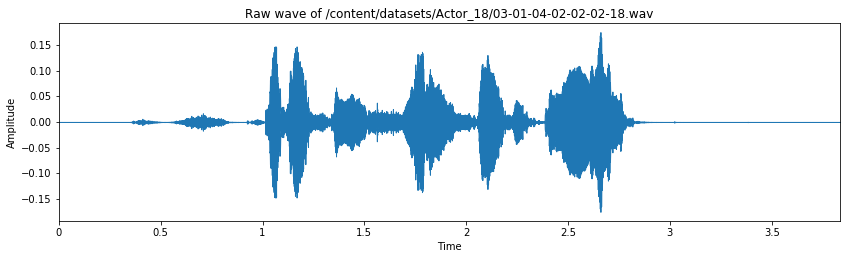 Raw wave of /content/datasets/Actor_18/03-01-04-02-02-02-18.wav
0.15
0.10
0.05
0.00
−0.05
−0.10
−0.15
Amplitude
0 0.5 1 1.5 2 2.5 3 3.5
Time